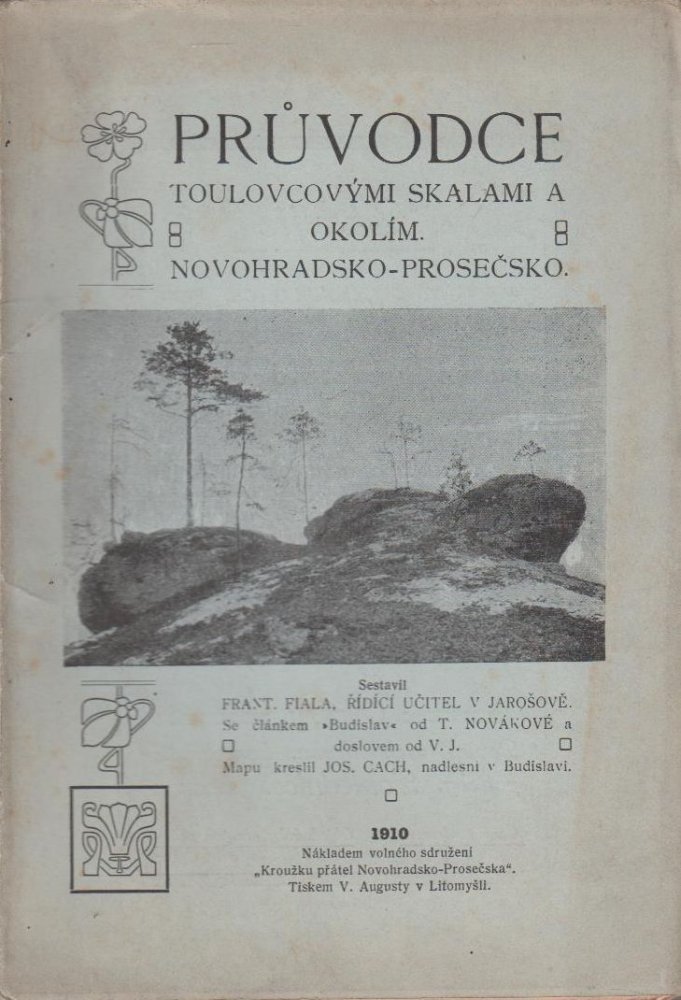 PRŮVODCE
TOULOVCOVÝMI SKALAMI A
OKOLÍM.
NOVOHRADSKO-PROSEČSKO.
Sestavil
FRANT. FIALA, ŘÍDÍCÍ UČITEL V JAROŠOVĚ.
Se článkem »Budislav« od T. NOVÁKOVÉ a
doslovem od V. J.
Mapu kreslil JOS. CACH, nadlesní v Budislavi.
1910
Nákladem volného sdružení
„Kroužku přátel Novohradsko-Prosečska“.
Tiskem V. Augusty v Litomyšli.